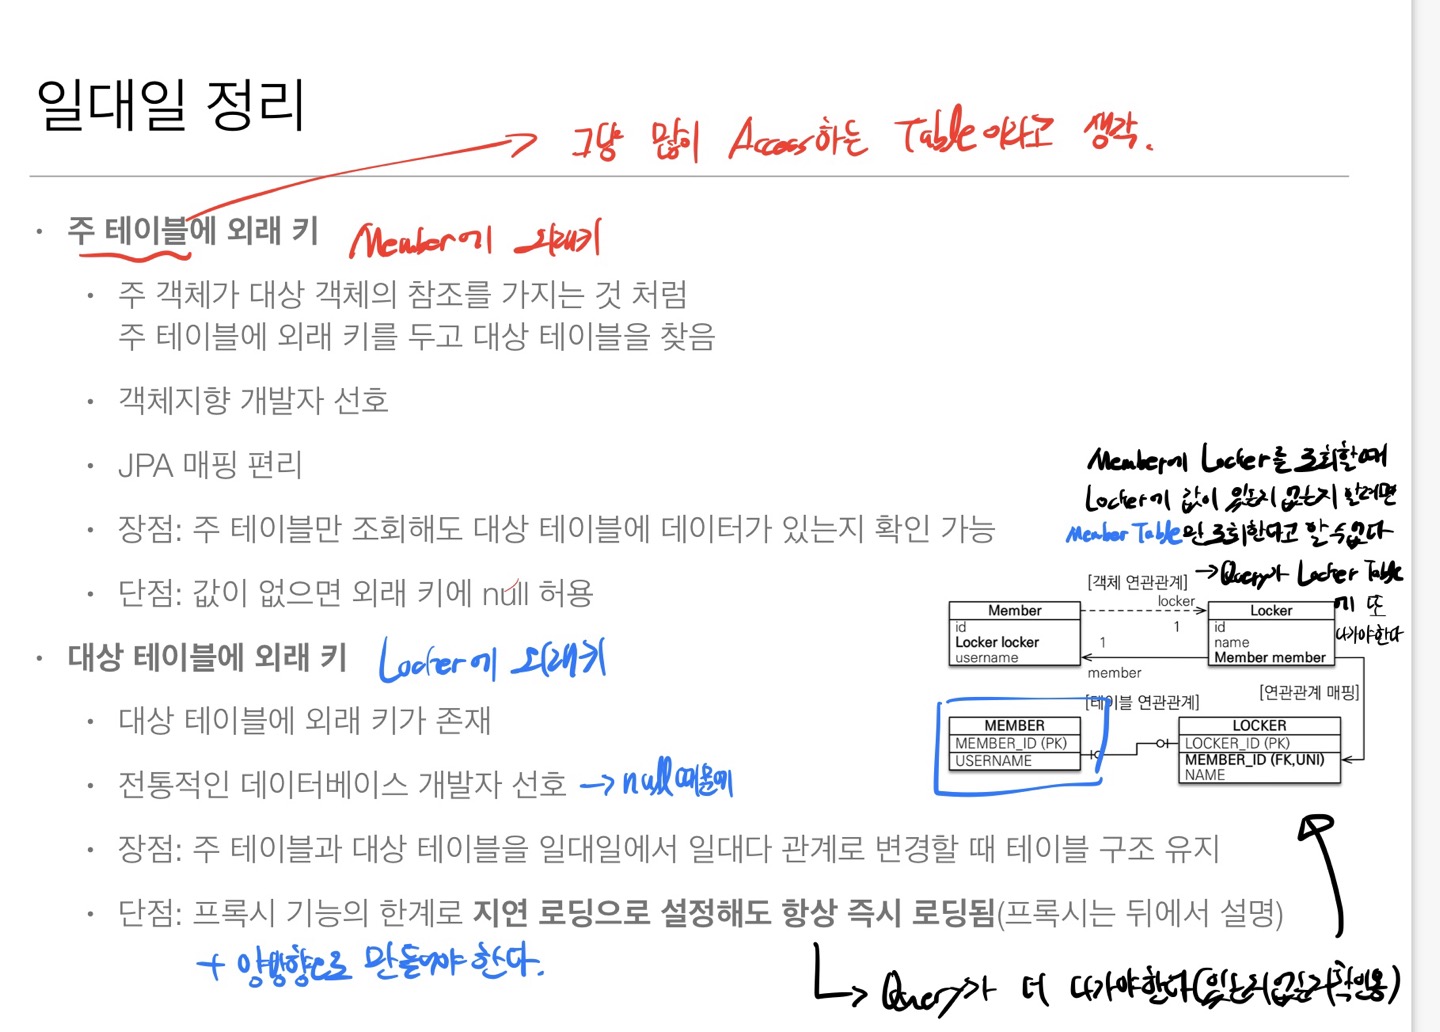 일대일 정리
그냥 많이 Access하는 Table이라고 생각.
• 주 테이블에 외래 키 Member에 외래키
• 주 객체가 대상 객체의 참조를 가지는 것 처럼
주 테이블에 외래 키를 두고 대상 테이블을 찾음
• 객체지향 개발자 선호
• JPA 매핑 편리
• 장점: 주 테이블만 조회해도 대상 테이블에 데이터가 있는지 확인 가능
• 단점: 값이 없으면 외래 키에 null 허용
• 대상 테이블에 외래 키 Locker에 외래키
• 대상 테이블에 외래 키가 존재
• 전통적인 데이터베이스 개발자 선호 → null 때문에
• 장점: 주 테이블과 대상 테이블을 일대일에서 일대다 관계로 변경할 때 테이블 구조 유지
• 단점: 프록시 기능의 한계로 지연 로딩으로 설정해도 항상 즉시 로딩됨(프록시는 뒤에서 설명)
+ 양방향으로 만들어야 한다.
→ Query가 더 나가야한다(있는지 없는지 확인용)
Member에 Locker를 조회할때
Locker에 값이 있는지 없는지 알려면
Member Table만 조회한다고 할 수 없다
→ Query가 Locker Table
에 또
나가야한다
[객체 연관관계]
Member
id
Locker locker
username
locker
1
1
member
Locker
id
name
Member member
[테이블 연관관계]
[연관관계 매핑]
MEMBER
MEMBER_ID (PK)
USERNAME
LOCKER
LOCKER_ID (PK)
MEMBER_ID (FK,UNI)
NAME